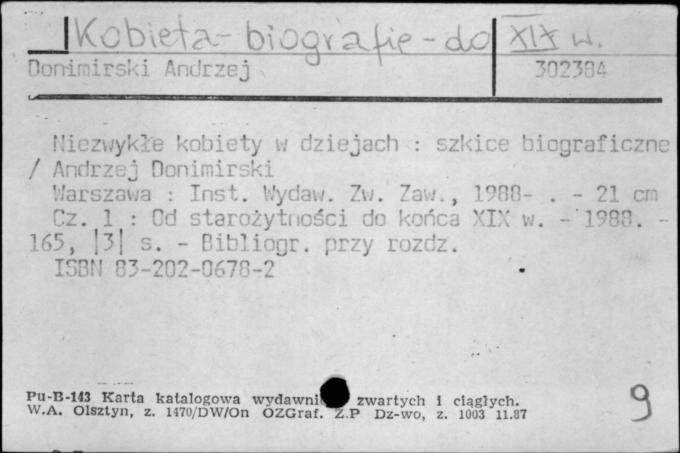 Kobieta - biografie - do XIX w.
Donimirski Andrzej 302384
Niezwykłe kobiety w dziejach : szkice biograficzne
/ Andrzej Donimirski
Warszawa : Inst. Wydaw. Zw. Zaw., 1988- . - 21 cm
Cz. 1 : Od starożytności do końca XIX w. - 1988. -
165, |3| s. - Bibliogr. przy rozdz.
ISBN 83-202-0678-2
Pu-B-143 Karta katalogowa zwartych i ciągłych.
W.A. Olsztyn, z. 1470/DW/On OZGraf. Z.P Dz-wo, z. 1003 11.87
9